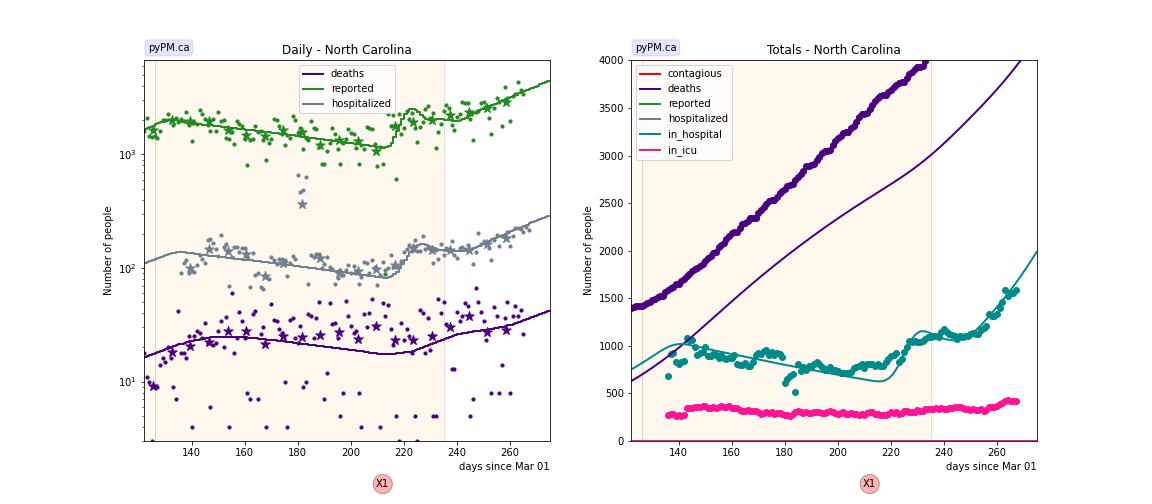 pyPM.ca
Daily - North Carolina
deaths
reported
hospitalized
Number of people
10³
10²
10¹
140 160 180 200 220 240 260
days since Mar 01
X1
pyPM.ca
Totals - North Carolina
contagious
deaths
reported
hospitalized
in_hospital
in_icu
Number of people
4000
3500
3000
2500
2000
1500
1000
500
0
140 160 180 200 220 240 260
days since Mar 01
X1